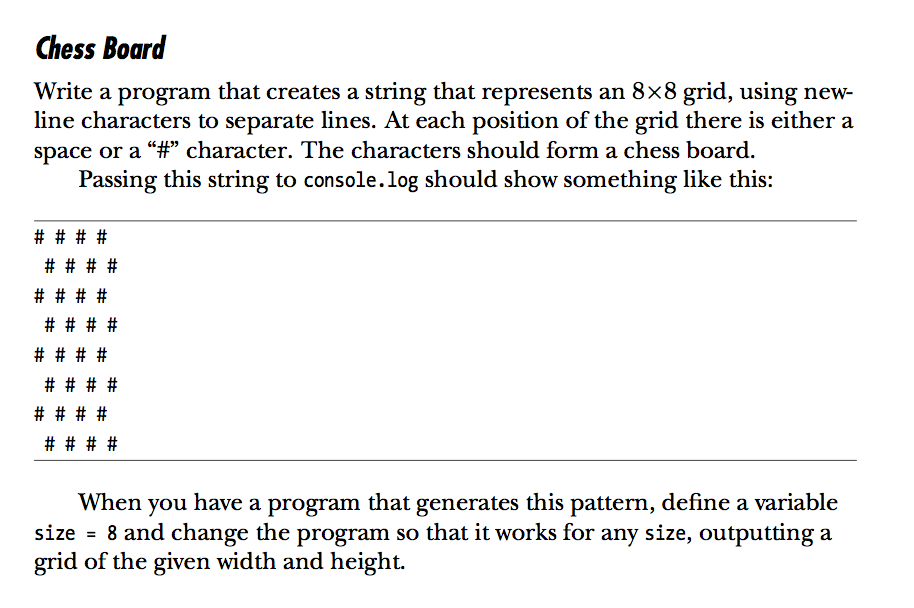 Chess Board
Write a program that creates a string that represents an 8×8 grid, using new-
line characters to separate lines. At each position of the grid there is either a
space or a “#” character. The characters should form a chess board.
Passing this string to console.log should show something like this:
# # # #
 # # # #
# # # #
 # # # #
# # # #
 # # # #
# # # #
 # # # #
When you have a program that generates this pattern, define a variable
size = 8 and change the program so that it works for any size, outputting a
grid of the given width and height.